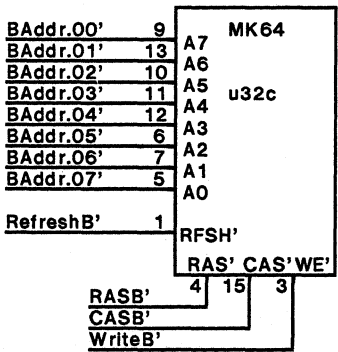 BAddr.00' 9 A7 MK64
BAddr.01' 13 A6
BAddr.02' 10 A5 u32c
BAddr.03' 11 A4
BAddr.04' 12 A3
BAddr.05' 6 A2
BAddr.06' 7 A1
BAddr.07' 5 A0
RefreshB' 1 RFSH'
RAS' CAS' WE'
RASB' 4 15 3
CASB'
WriteB'